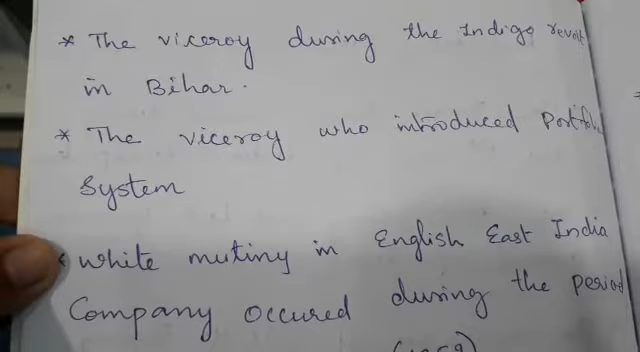 * The viceroy during the Indigo revolt
in Bihar.
* The viceroy who introduced Portfolio
System
* White mutiny in English East India
Company occured during the period